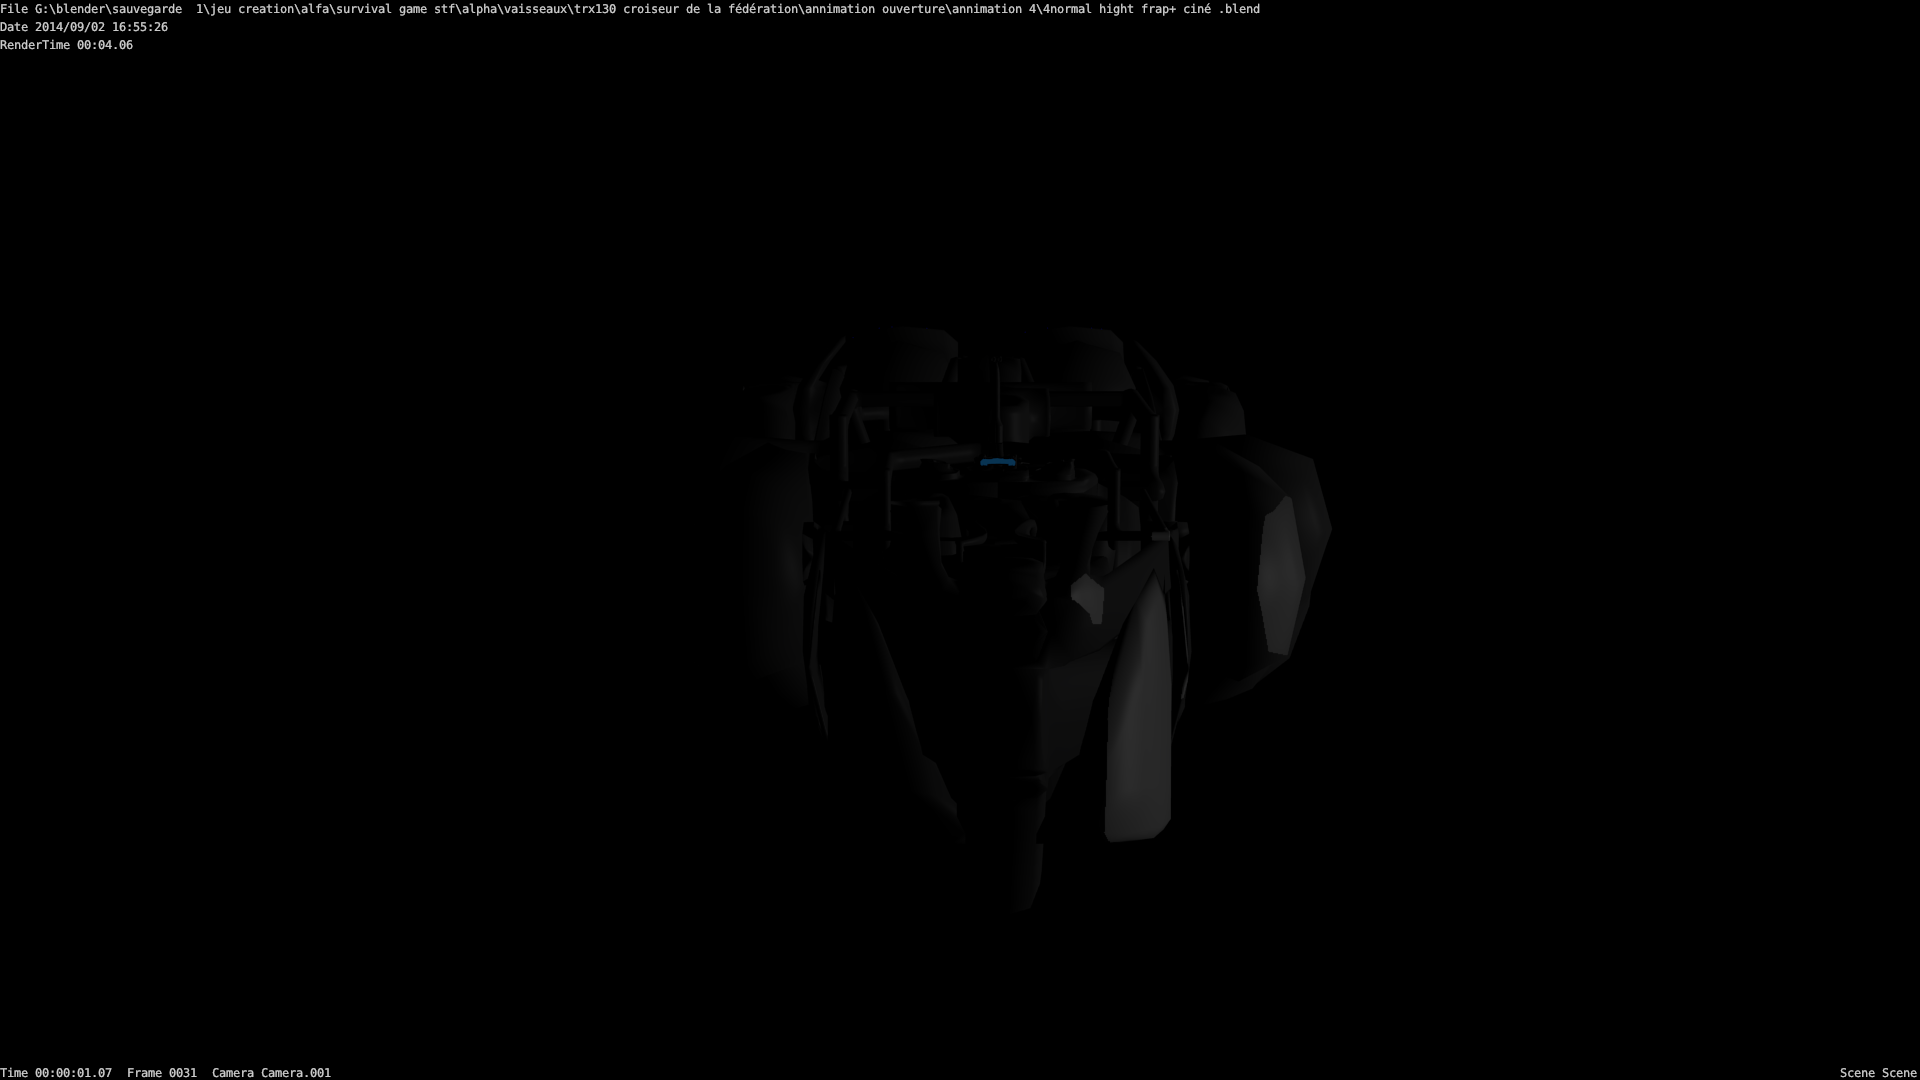 File G:\blender\sauvegarde  1\jeu creation\alfa\survival game stf\alpha\vaisseaux\trx130 croiseur de la fédération\annimation ouverture\annimation 4\4normal hight frap+ ciné .blend
Date 2014/09/02 16:55:26
RenderTime 00:04.06
Time 00:00:01.07  Frame 0031  Camera Camera.001
Scene Scene